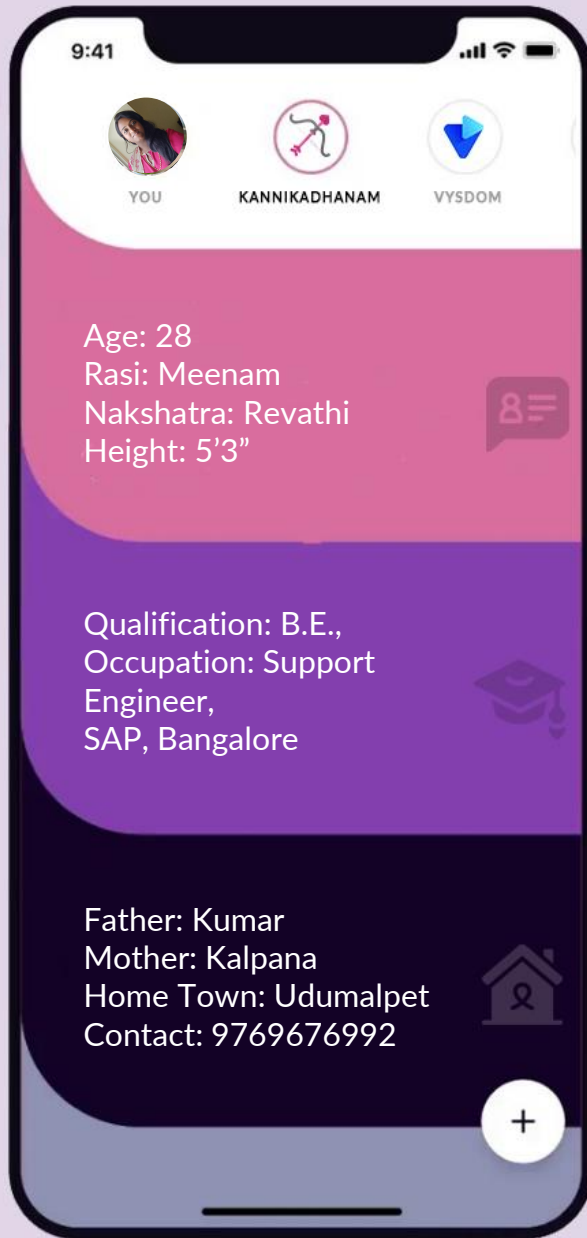 9:41
YOU
KANNIKADHANAM
VYSDOM
Age: 28
Rasi: Meenam
Nakshatra: Revathi
Height: 5’3”
Qualification: B.E.,
Occupation: Support
Engineer,
SAP, Bangalore
Father: Kumar
Mother: Kalpana
Home Town: Udumalpet
Contact: 9769676992